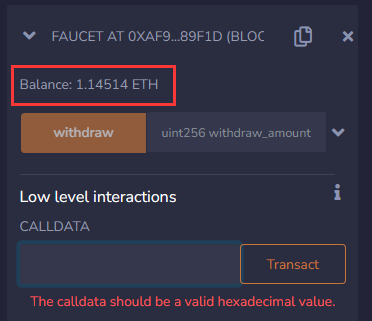 FAUCET AT 0XAF9...89F1D (BLOC
Balance: 1.14514 ETH
withdraw uint256 withdraw_amount
Low level interactions
CALLDATA
Transact
The calldata should be a valid hexadecimal value.